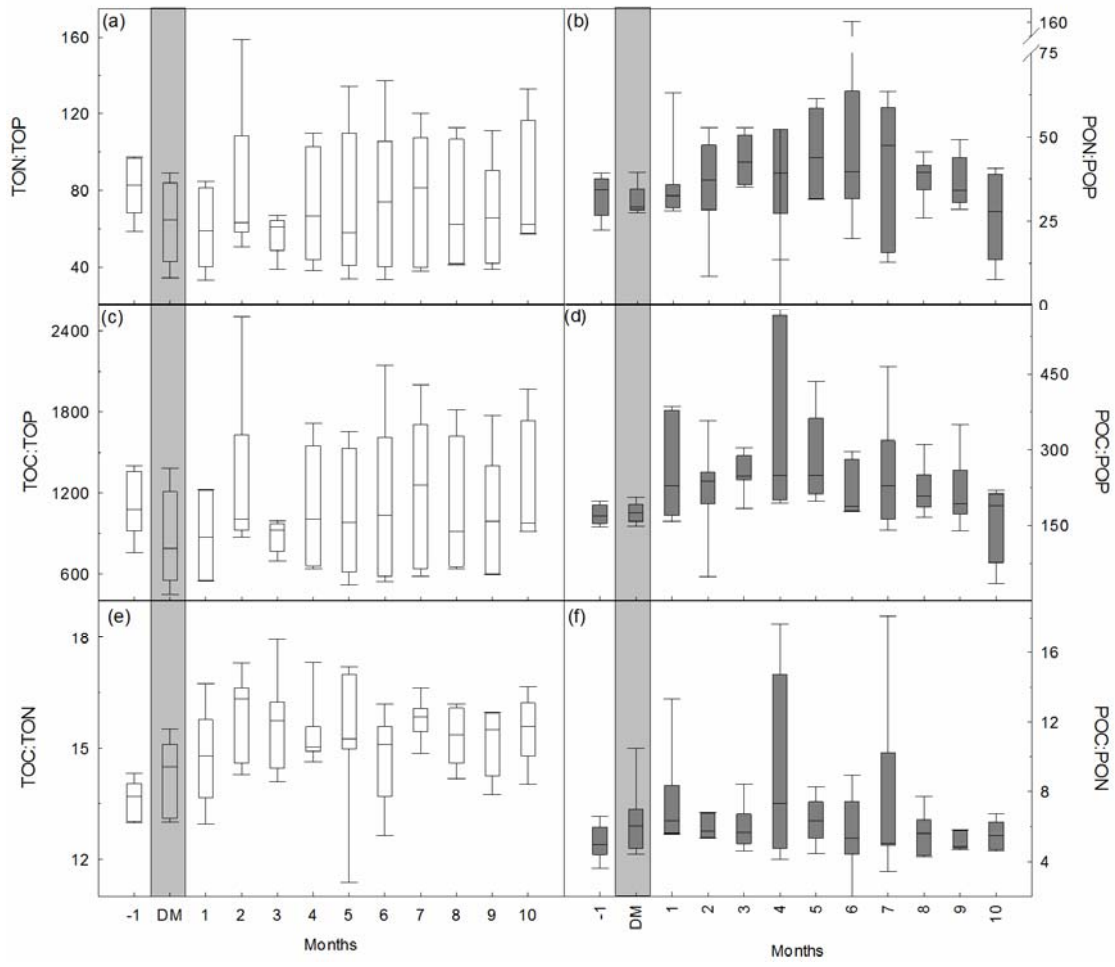 (a)
(b)
160
120
80
40
TON:TOP
160
75
50
25
0
PON:POP
(c)
(d)
2400
1800
1200
600
TOC:TOP
450
300
150
POC:POP
(e)
(f)
18
15
12
TOC:TON
16
12
8
4
POC:PON
-1 DM 1 2 3 4 5 6 7 8 9 10
Months
-1 DM 1 2 3 4 5 6 7 8 9 10
Months